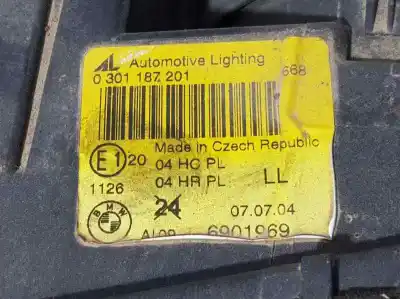 AL Automotive Lighting
0 301 187 201
668
Made in Czech Republic
E1 20
04 HC PL
04 HR PL
LL
1126
BMW
24
07.07.04
6901969